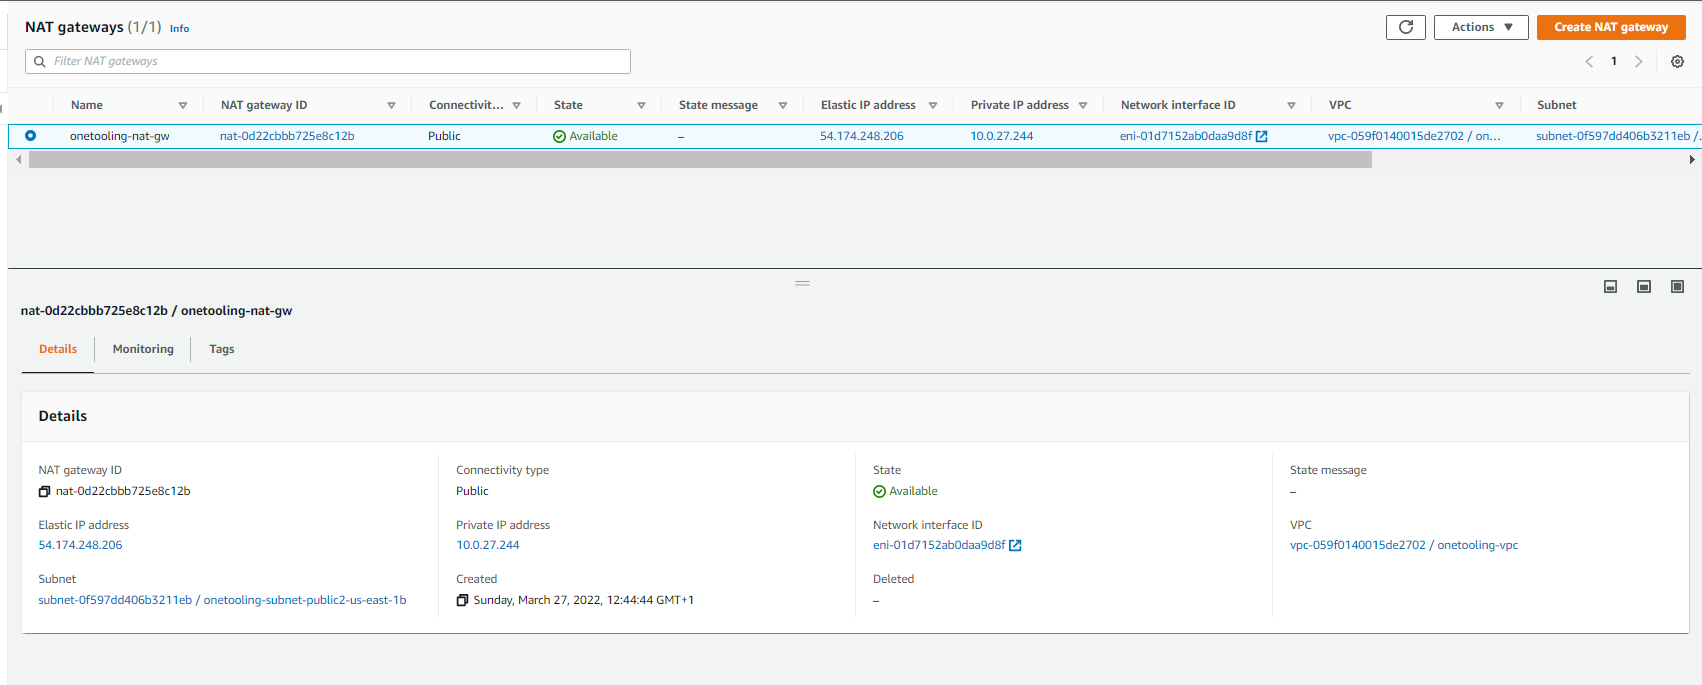 NAT gateways (1/1) Info
Actions
Create NAT gateway
Filter NAT gateways
1
Name NAT gateway ID Connectivit... State State message Elastic IP address Private IP address Network interface ID VPC Subnet
onetooling-nat-gw nat-0d22cbbb725e8c12b Public Available – 54.174.248.206 10.0.27.244 eni-01d7152ab0daa9d8f vpc-059f0140015de2702 / on... subnet-0f597dd406b3211eb /.
nat-0d22cbbb725e8c12b / onetooling-nat-gw
Details Monitoring Tags
Details
NAT gateway ID
nat-0d22cbbb725e8c12b
Connectivity type
Public
State
Available
State message
–
Elastic IP address
54.174.248.206
Private IP address
10.0.27.244
Network interface ID
eni-01d7152ab0daa9d8f
VPC
vpc-059f0140015de2702 / onetooling-vpc
Subnet
subnet-0f597dd406b3211eb / onetooling-subnet-public2-us-east-1b
Created
Sunday, March 27, 2022, 12:44:44 GMT+1
Deleted
–